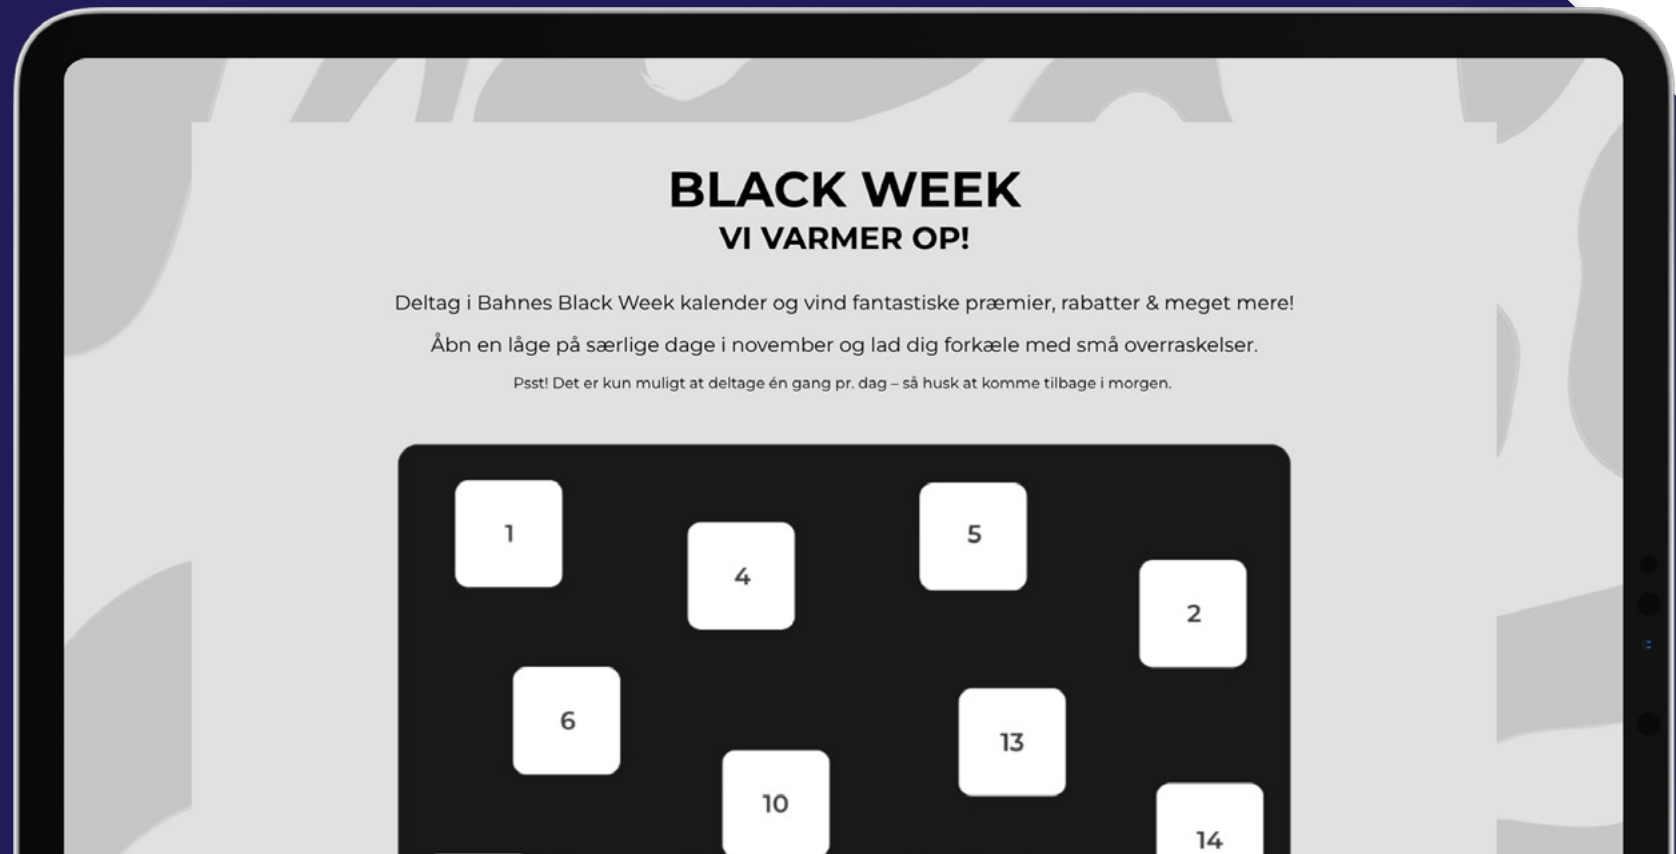 BLACK WEEK
VI VARMER OP!
Deltag i Bahnes Black Week kalender og vind fantastiske præmier, rabatter & meget mere!
Åbn en låge på særlige dage i november og lad dig forkæle med små overraskelser.
Psst! Det er kun muligt at deltage én gang pr. dag – så husk at komme tilbage i morgen.
1
4
5
2
6
13
10
14